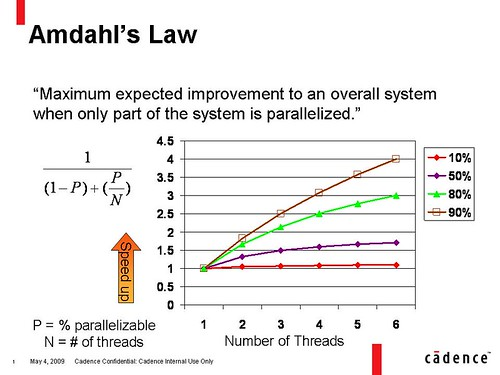 Amdahl's Law
“Maximum expected improvement to an overall system
when only part of the system is parallelized.”
1
(1−P)+(P/N)
Speed up
4.5
4
3.5
3
2.5
2
1.5
1
0.5
0
1 2 3 4 5 6
Number of Threads
10%
50%
80%
90%
P = % parallelizable
N = # of threads
1 May 4, 2009 Cadence Confidential: Cadence Internal Use Only
cādence